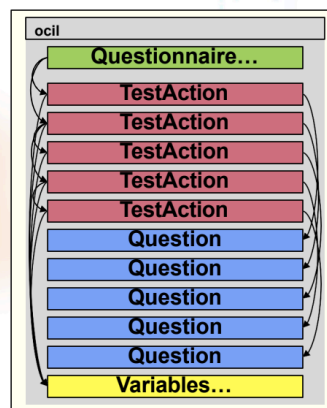 ocil
Questionnaire…
TestAction
TestAction
TestAction
TestAction
TestAction
Question
Question
Question
Question
Question
Variables…